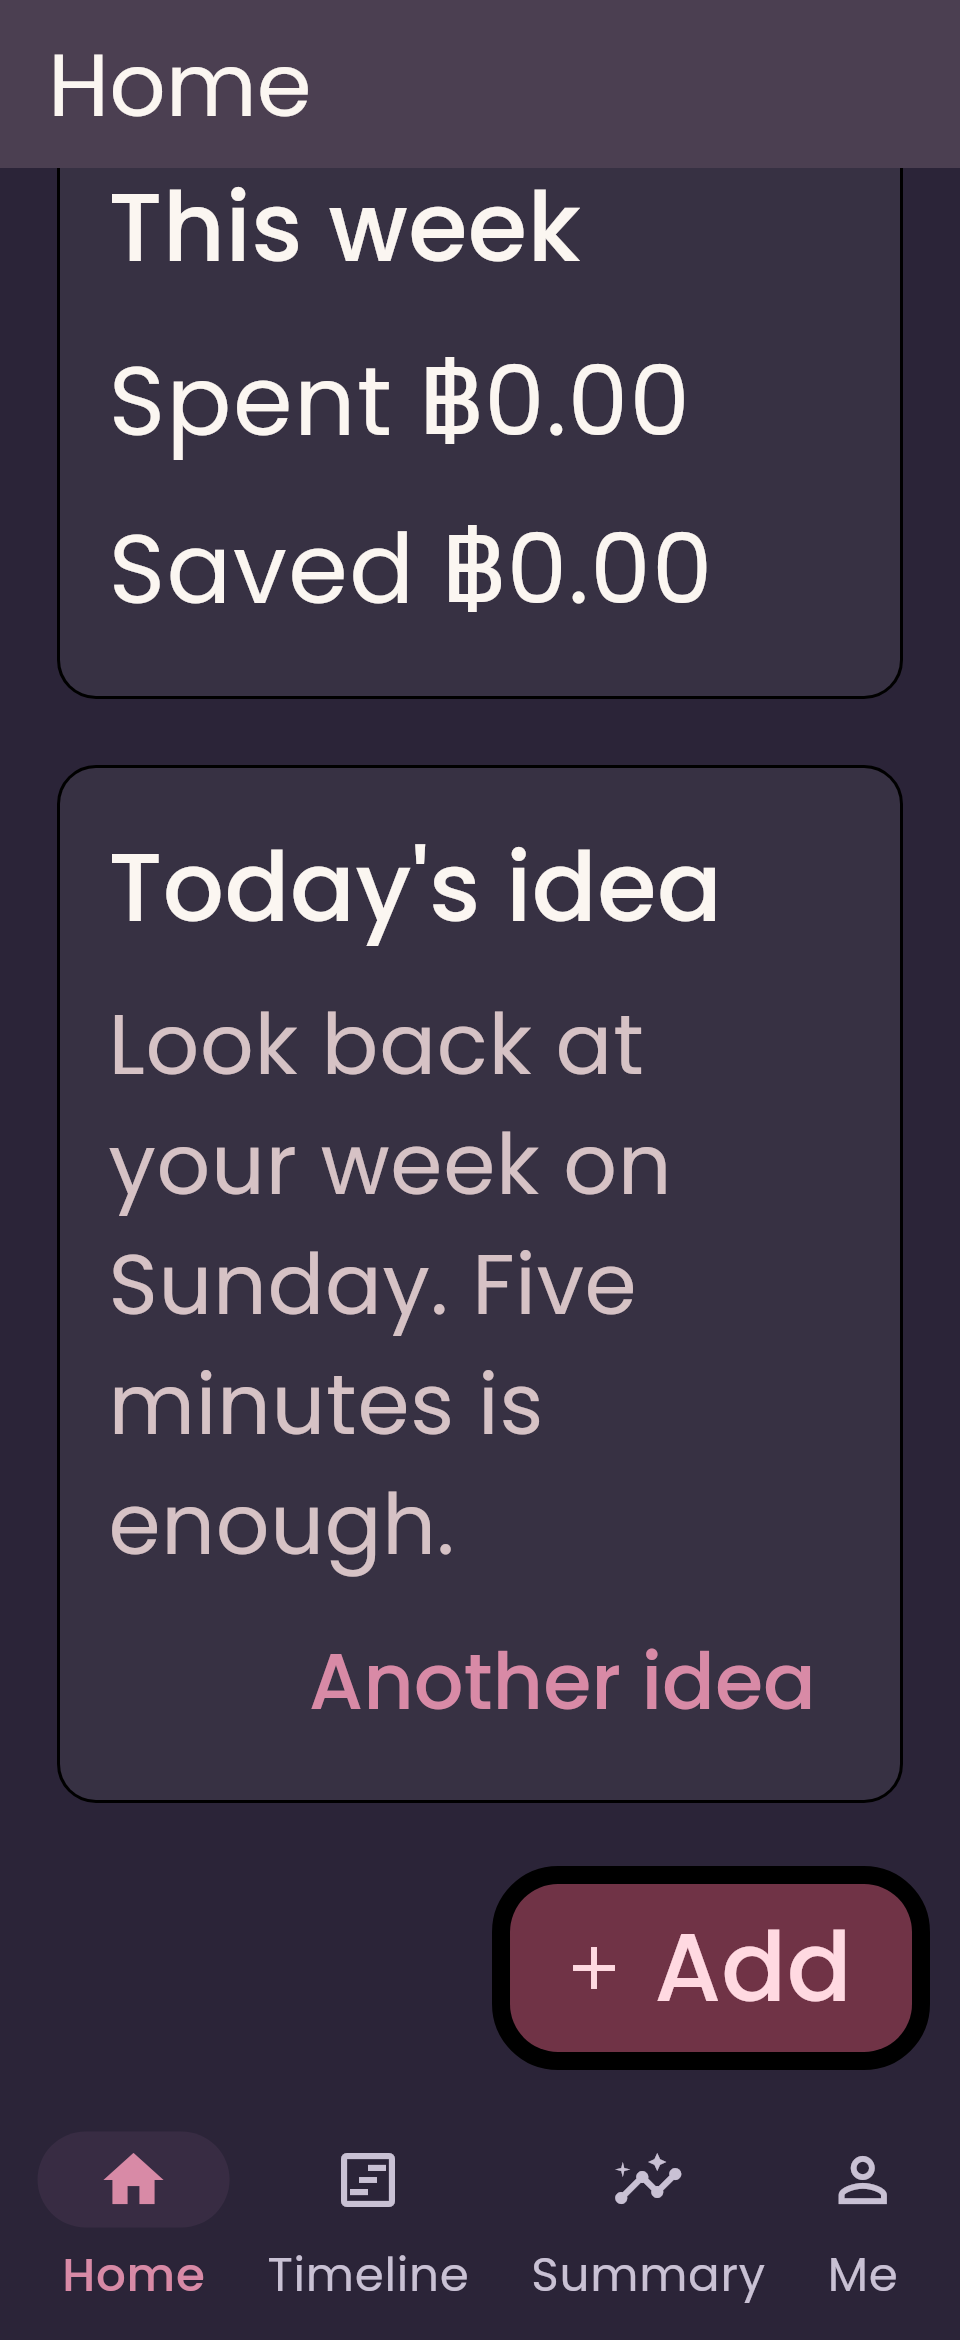 Home
This week
Spent ฿0.00
Saved ฿0.00
Today's idea
Look back at
your week on
Sunday. Five
minutes is
enough.
Another idea
+ Add
Home Timeline Summary Me